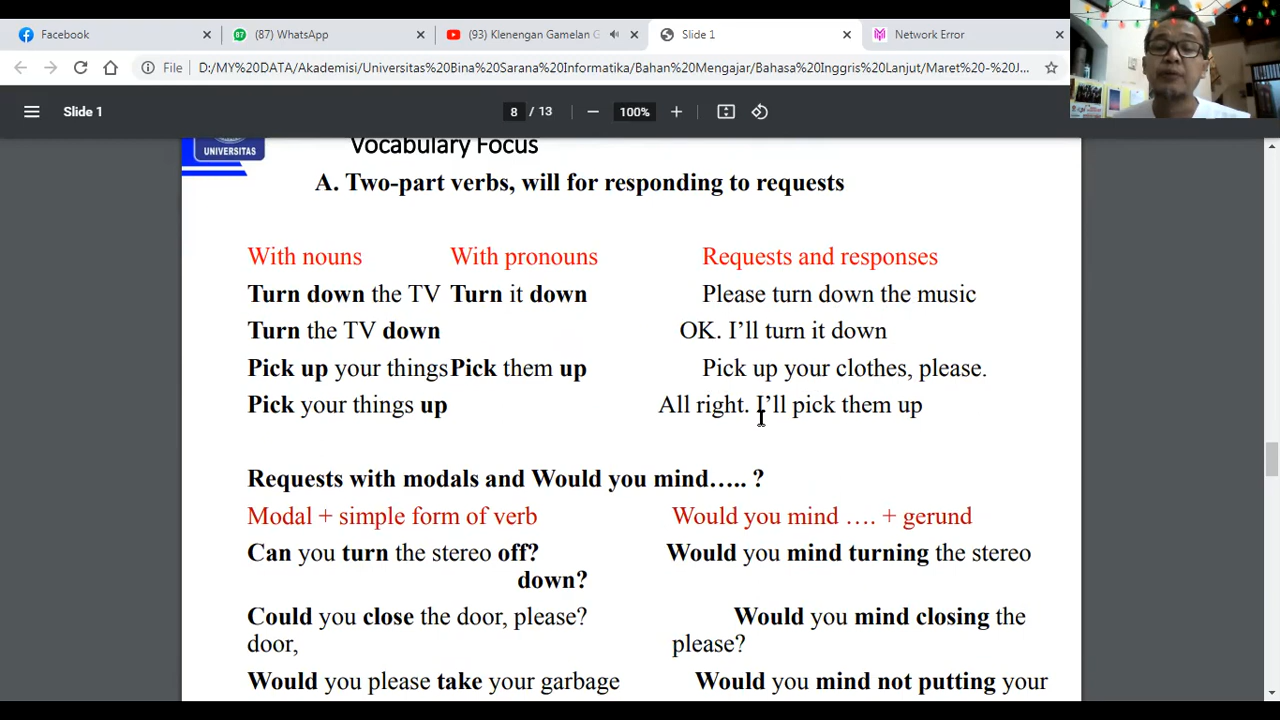 Facebook
(87) WhatsApp
(93) Klenengan Gamelan G
Slide 1
Network Error
File
D:/MY%20DATA/Akademisi/Universitas%20Bina%20Sarana%20Informatika/Bahan%20Mengajar/Bahasa%20Inggris%20Lanjut/Maret%20-%20J...
Slide 1
8 / 13
100%
UNIVERSITAS
Vocabulary Focus
A. Two-part verbs, will for responding to requests
With nouns With pronouns Requests and responses
Turn down the TV Turn it down Please turn down the music
Turn the TV down OK. I’ll turn it down
Pick up your things Pick them up Pick up your clothes, please.
Pick your things up All right. I’ll pick them up
Requests with modals and Would you mind….. ?
Modal + simple form of verb Would you mind …. + gerund
Can you turn the stereo off? Would you mind turning the stereo
down?
Could you close the door, please? Would you mind closing the
door, please?
Would you please take your garbage Would you mind not putting your